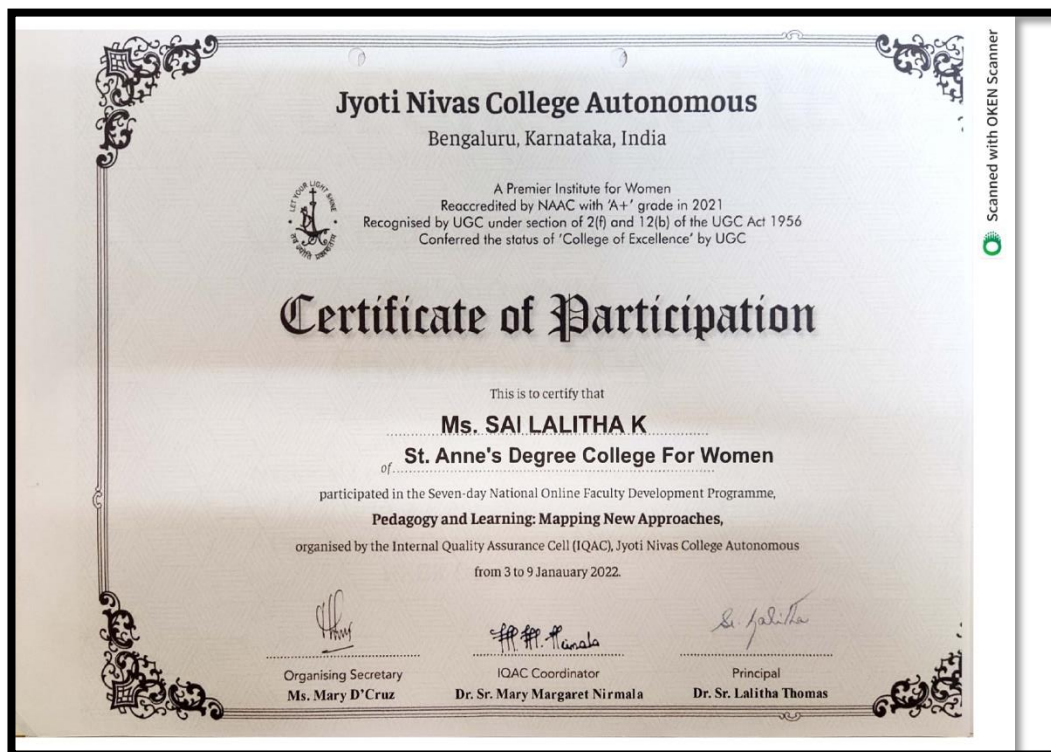 Jyoti Nivas College Autonomous
Bengaluru, Karnataka, India
LET YOUR LIGHT SHINE
A Premier Institute for Women
Reaccredited by NAAC with 'A+' grade in 2021
Recognised by UGC under section of 2(f) and 12(b) of the UGC Act 1956
Conferred the status of 'College of Excellence' by UGC
Certificate of Participation
This is to certify that
Ms. SAI LALITHA K
of St. Anne's Degree College For Women
participated in the Seven-day National Online Faculty Development Programme,
Pedagogy and Learning: Mapping New Approaches,
organised by the Internal Quality Assurance Cell (IQAC), Jyoti Nivas College Autonomous
from 3 to 9 Janauary 2022.
Sr. Lalitha
Organising Secretary
Ms. Mary D'Cruz
IQAC Coordinator
Dr. Sr. Mary Margaret Nirmala
Principal
Dr. Sr. Lalitha Thomas
Scanned with OKEN Scanner